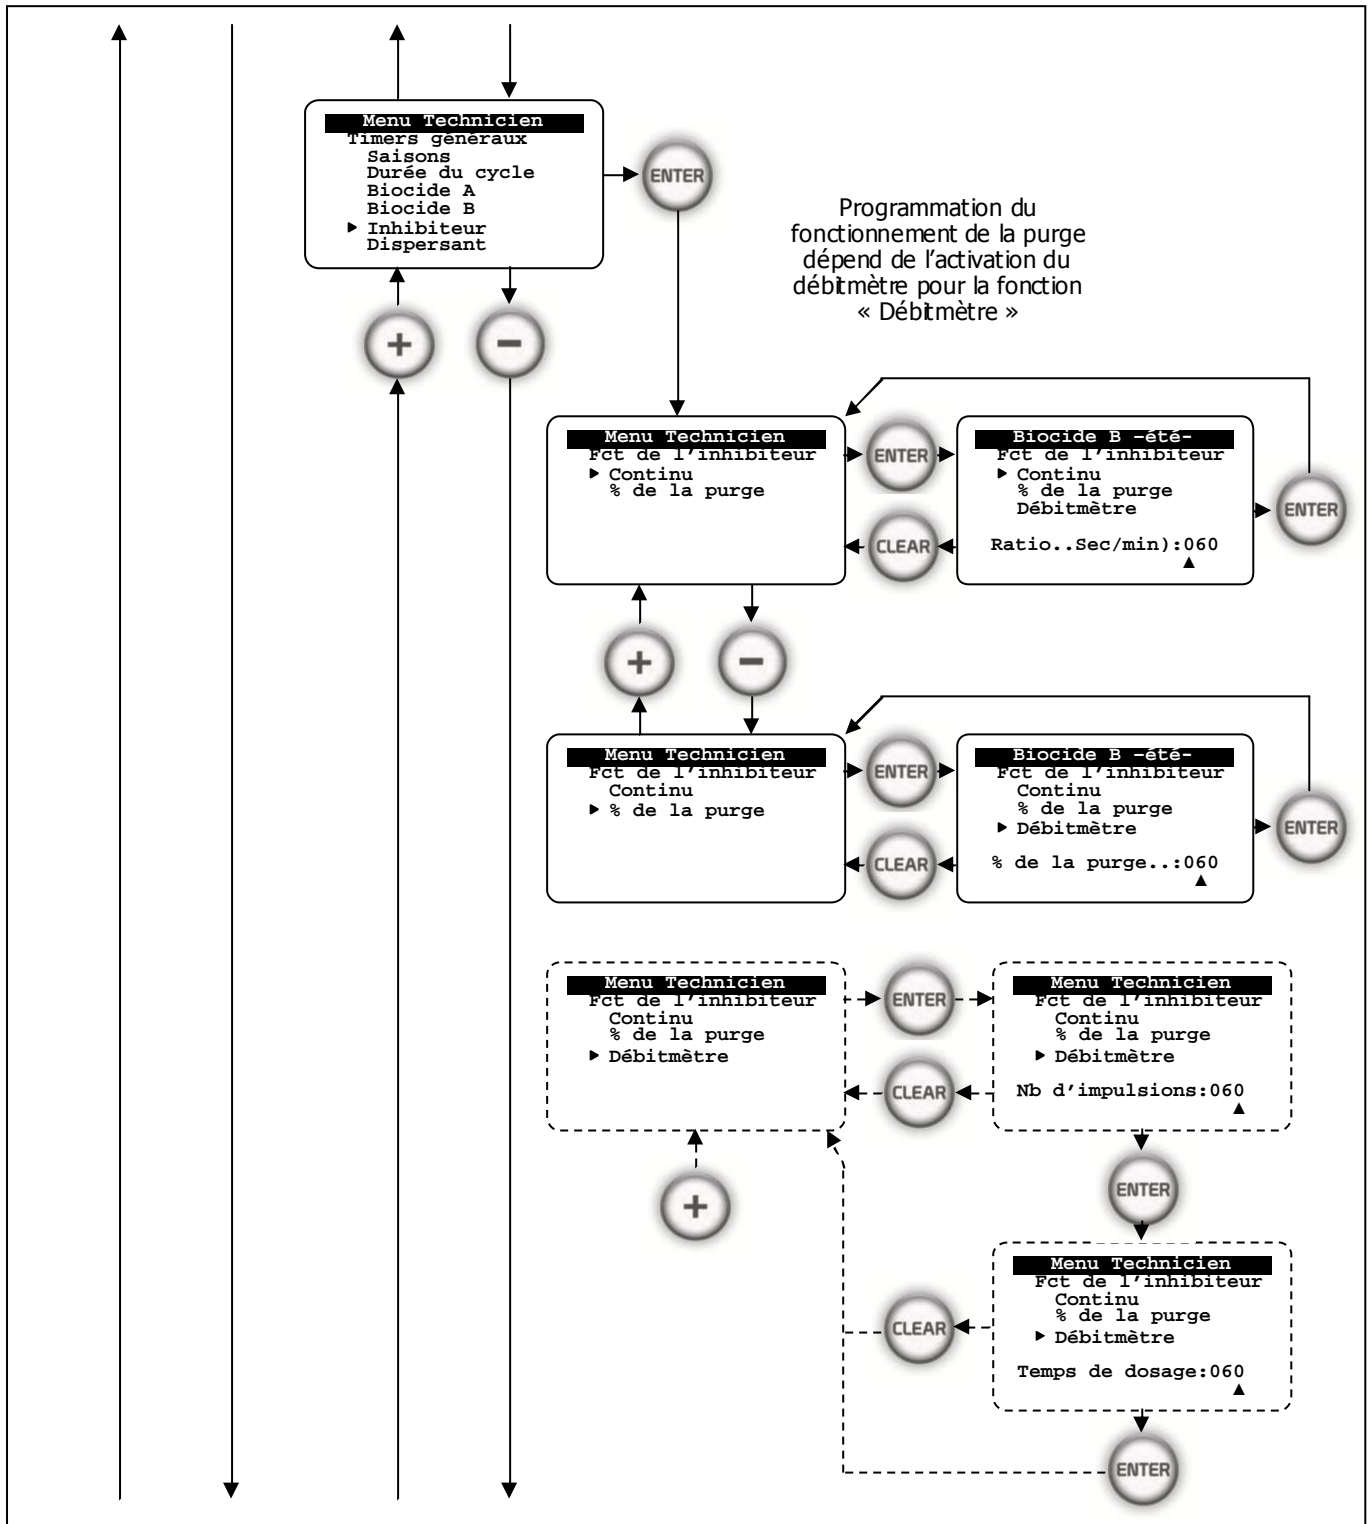 Menu Technicien
Timers généraux
Saisons
Durée du cycle
Biocide A
Biocide B
▶ Inhibiteur
Dispersant
ENTER
+
-
Programmation du
fonctionnement de la purge
dépend de l'activation du
débitmètre pour la fonction
« Débitmètre »
Menu Technicien
Fct de l'inhibiteur
▶ Continu
% de la purge
ENTER
CLEAR
Biocide B -été-
Fct de l'inhibiteur
▶ Continu
% de la purge
Débitmètre
Ratio..Sec/min):060
▲
ENTER
+
-
Menu Technicien
Fct de l'inhibiteur
Continu
▶ % de la purge
ENTER
CLEAR
Biocide B -été-
Fct de l'inhibiteur
Continu
% de la purge
▶ Débitmètre
% de la purge..:060
▲
ENTER
Menu Technicien
Fct de l'inhibiteur
Continu
% de la purge
▶ Débitmètre
ENTER
CLEAR
Menu Technicien
Fct de l'inhibiteur
Continu
% de la purge
▶ Débitmètre
Nb d'impulsions:060
▲
+
ENTER
Menu Technicien
Fct de l'inhibiteur
Continu
% de la purge
▶ Débitmètre
Temps de dosage:060
▲
CLEAR
ENTER